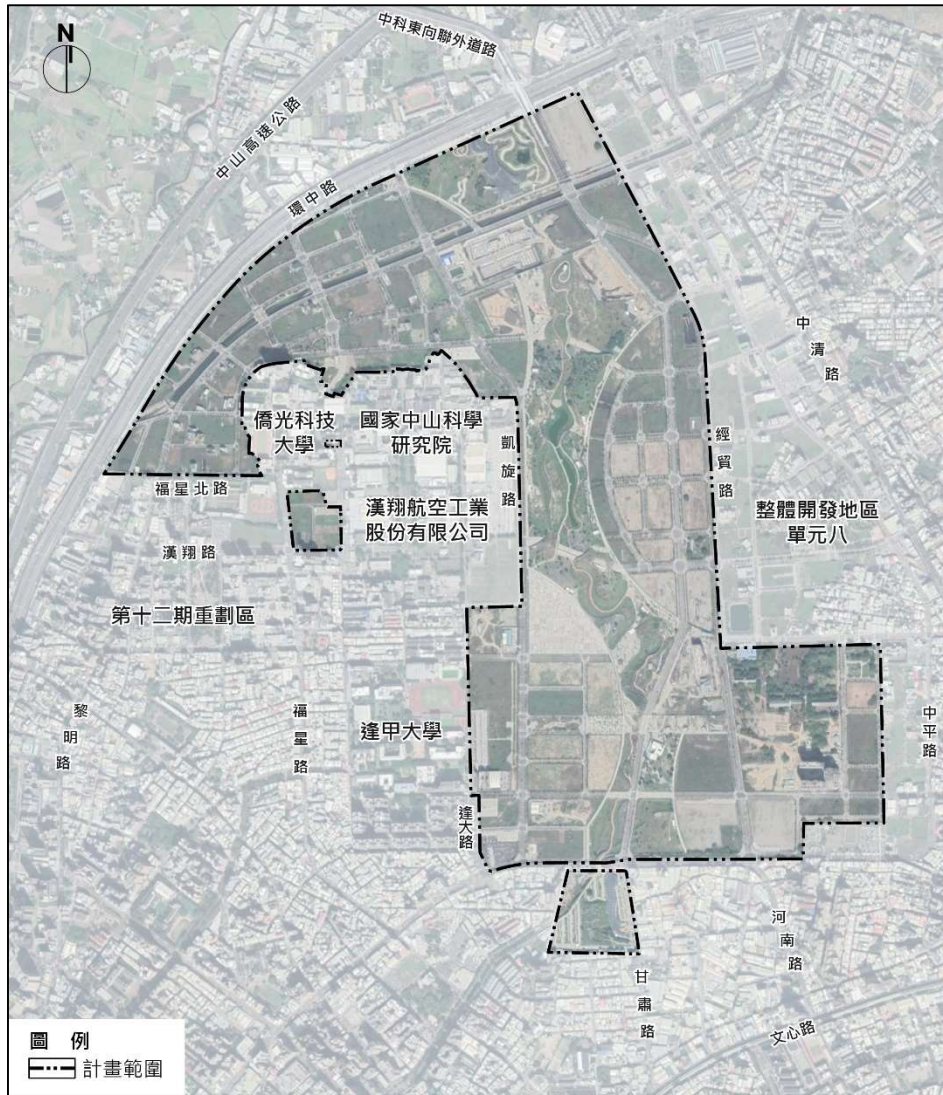 N
中科東向聯外道路
中山高速公路
環中路
中清路
僑光科技
大學
國家中山科學
研究院
凱旋路
經貿路
福星北路
漢翔航空工業
股份有限公司
整體開發地區
單元八
漢翔路
第十二期重劃區
黎明路
福星路
逢甲大學
中平路
逢大路
河南路
甘肅路
文心路
圖 例
計畫範圍